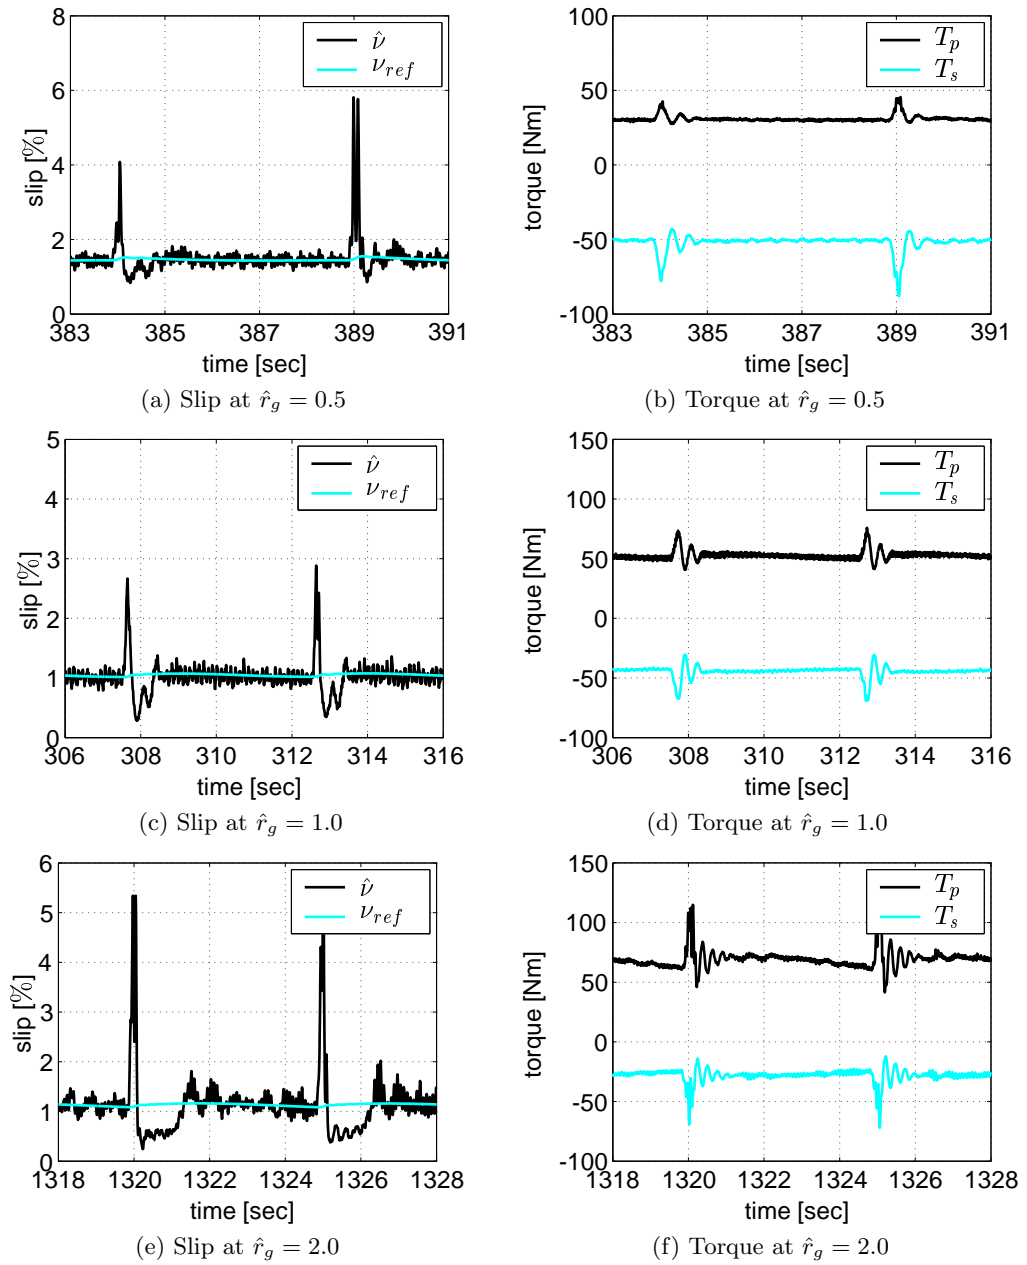 8
6
4
2
0
slip [%]
ν̂
ν_ref
383 385 387 389 391
time [sec]
(a) Slip at r̂_g = 0.5
100
50
0
-50
-100
torque [Nm]
T_p
T_s
383 385 387 389 391
time [sec]
(b) Torque at r̂_g = 0.5
5
4
3
2
1
0
slip [%]
ν̂
ν_ref
306 308 310 312 314 316
time [sec]
(c) Slip at r̂_g = 1.0
150
100
50
0
-50
-100
torque [Nm]
T_p
T_s
306 308 310 312 314 316
time [sec]
(d) Torque at r̂_g = 1.0
6
5
4
3
2
1
0
slip [%]
ν̂
ν_ref
1318 1320 1322 1324 1326 1328
time [sec]
(e) Slip at r̂_g = 2.0
150
100
50
0
-50
-100
torque [Nm]
T_p
T_s
1318 1320 1322 1324 1326 1328
time [sec]
(f) Torque at r̂_g = 2.0